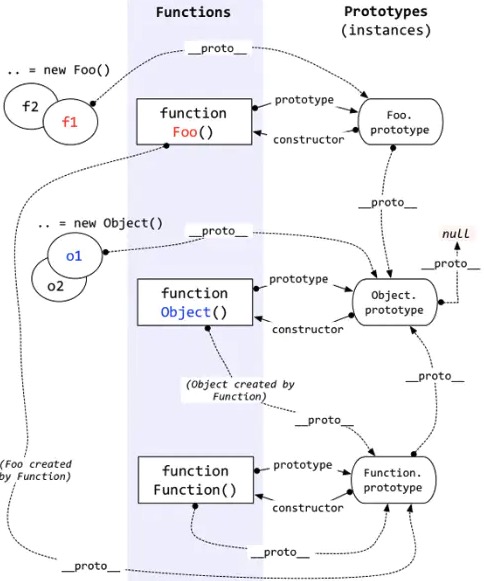 Functions
Prototypes
(instances)
__proto__
.. = new Foo()
f2
f1
function
Foo()
prototype
constructor
Foo.
prototype
__proto__
.. = new Object()
o1
o2
__proto__
null
__proto__
function
Object()
prototype
constructor
Object.
prototype
(Object created by
Function)
__proto__
__proto__
(Foo created
by Function)
function
Function()
prototype
constructor
Function.
prototype
__proto__
__proto__